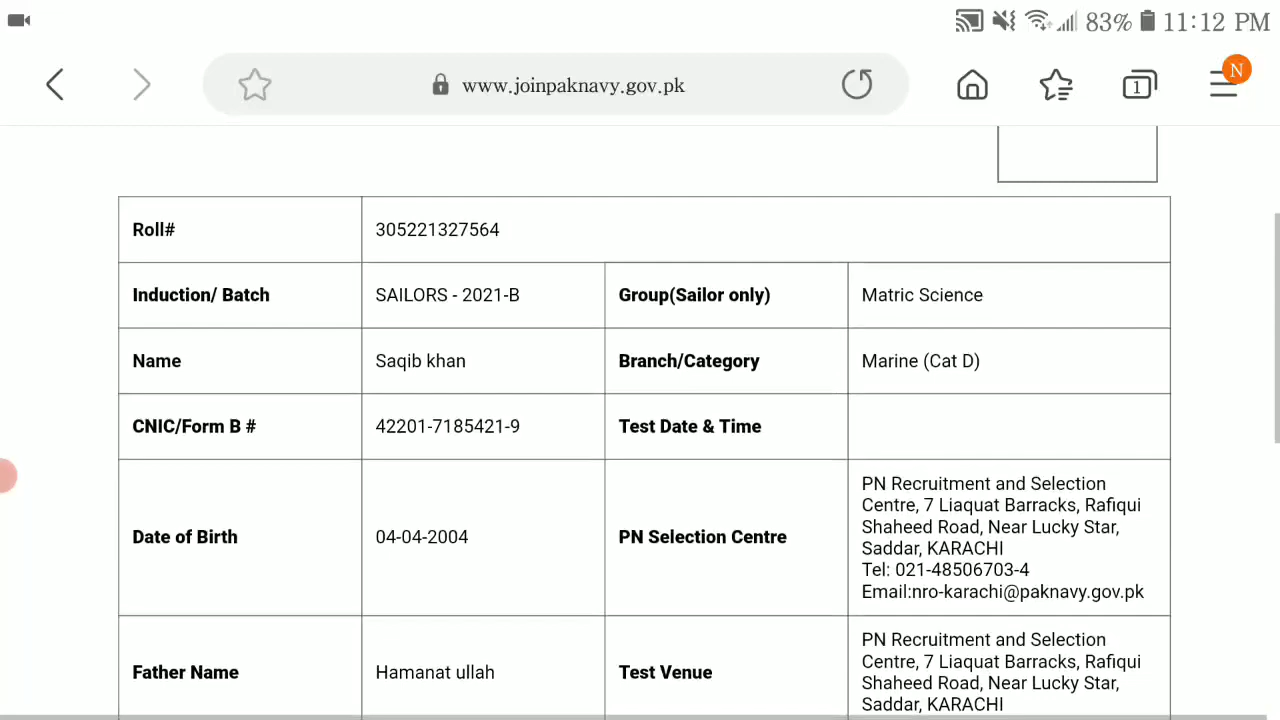 83% 11:12 PM
www.joinpaknavy.gov.pk
1
N
Roll# 305221327564
Induction/ Batch SAILORS - 2021-B Group(Sailor only) Matric Science
Name Saqib khan Branch/Category Marine (Cat D)
CNIC/Form B # 42201-7185421-9 Test Date & Time
Date of Birth 04-04-2004 PN Selection Centre
PN Recruitment and Selection
Centre, 7 Liaquat Barracks, Rafiqui
Shaheed Road, Near Lucky Star,
Saddar, KARACHI
Tel: 021-48506703-4
Email:nro-karachi@paknavy.gov.pk
Father Name Hamanat ullah Test Venue
PN Recruitment and Selection
Centre, 7 Liaquat Barracks, Rafiqui
Shaheed Road, Near Lucky Star,
Saddar, KARACHI